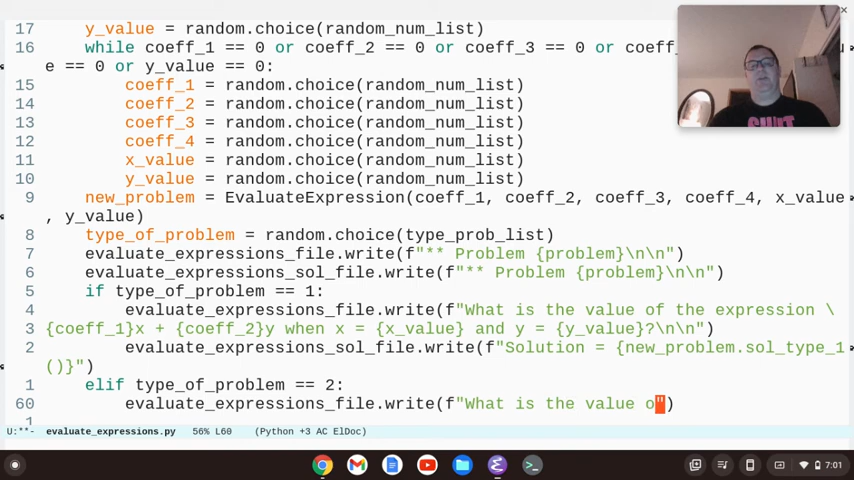 17     y_value = random.choice(random_num_list)
16     while coeff_1 == 0 or coeff_2 == 0 or coeff_3 == 0 or coeff_
e == 0 or y_value == 0:
15         coeff_1 = random.choice(random_num_list)
14         coeff_2 = random.choice(random_num_list)
13         coeff_3 = random.choice(random_num_list)
12         coeff_4 = random.choice(random_num_list)
11         x_value = random.choice(random_num_list)
10         y_value = random.choice(random_num_list)
9     new_problem = EvaluateExpression(coeff_1, coeff_2, coeff_3, coeff_4, x_value
, y_value)
8     type_of_problem = random.choice(type_prob_list)
7     evaluate_expressions_file.write(f"** Problem {problem}\n\n")
6     evaluate_expressions_sol_file.write(f"** Problem {problem}\n\n")
5     if type_of_problem == 1:
4         evaluate_expressions_file.write(f"What is the value of the expression \
3 {coeff_1}x + {coeff_2}y when x = {x_value} and y = {y_value}?\n\n")
2         evaluate_expressions_sol_file.write(f"Solution = {new_problem.sol_type_1
()}")
1     elif type_of_problem == 2:
60         evaluate_expressions_file.write(f"What is the value o")
U:**- evaluate_expressions.py 56% L60 (Python +3 AC ElDoc)
7:01